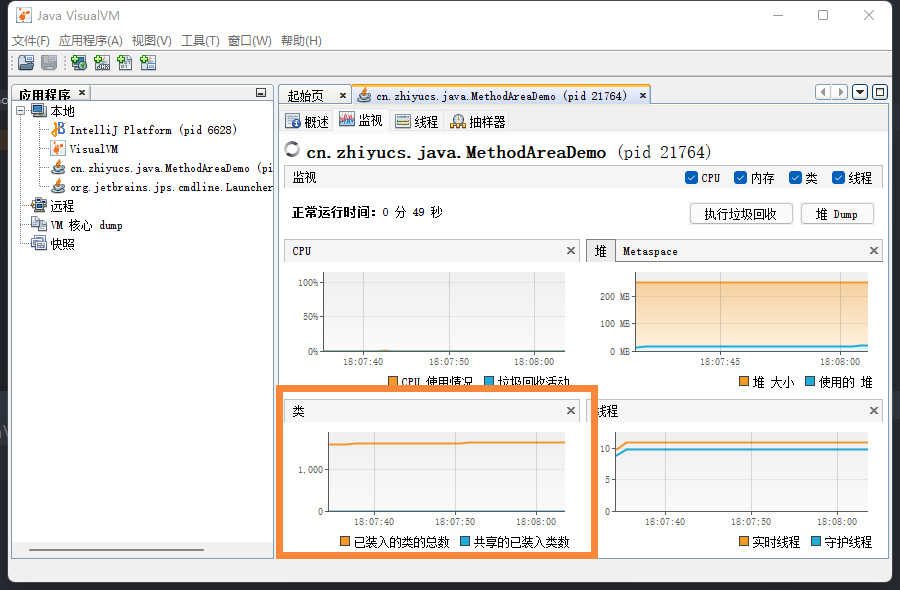 Java VisualVM
文件(F) 应用程序(A) 视图(V) 工具(T) 窗口(W) 帮助(H)
应用程序 ×
本地
IntelliJ Platform (pid 6628)
VisualVM
cn.zhiyucs.java.MethodAreaDemo (pi
org.jetbrains.jps.cmdline.Launcher
远程
VM 核心 dump
快照
起始页 × cn.zhiyucs.java.MethodAreaDemo (pid 21764) ×
概述 监视 线程 抽样器
cn.zhiyucs.java.MethodAreaDemo (pid 21764)
监视 CPU 内存 类 线程
正常运行时间：0 分 49 秒
执行垃圾回收 堆 Dump
CPU
100%
50%
0%
18:07:40 18:07:50 18:08:00
CPU 使用情况 垃圾回收活动
堆 Metaspace
200 MB
100 MB
0 MB
18:07:45 18:08:00
堆 大小 使用的 堆
类
1,000
0
18:07:40 18:07:50 18:08:00
已装入的类的总数 共享的已装入类数
线程
10
5
0
18:07:40 18:07:50 18:08:00
实时线程 守护线程